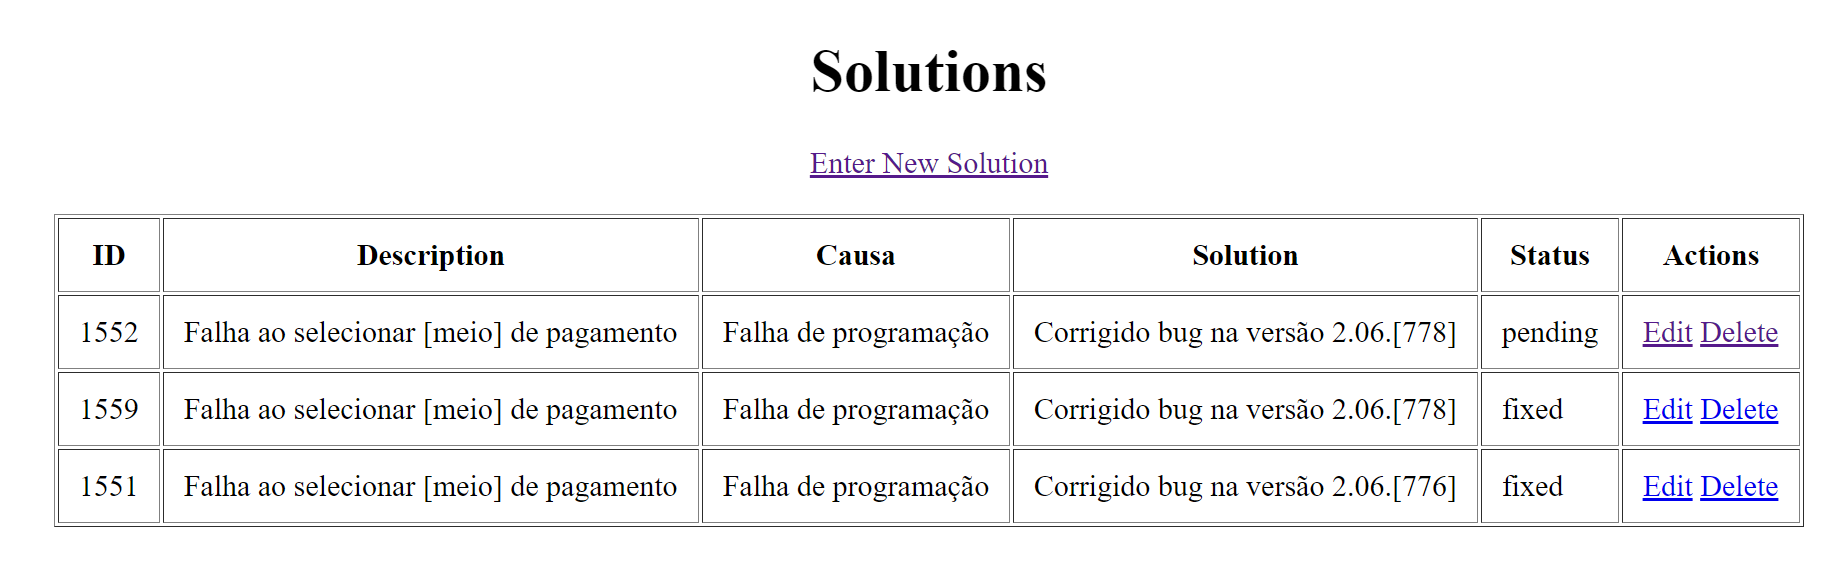 Solutions
Enter New Solution
ID Description Causa Solution Status Actions
1552 Falha ao selecionar [meio] de pagamento Falha de programação Corrigido bug na versão 2.06.[778] pending Edit Delete
1559 Falha ao selecionar [meio] de pagamento Falha de programação Corrigido bug na versão 2.06.[778] fixed Edit Delete
1551 Falha ao selecionar [meio] de pagamento Falha de programação Corrigido bug na versão 2.06.[776] fixed Edit Delete